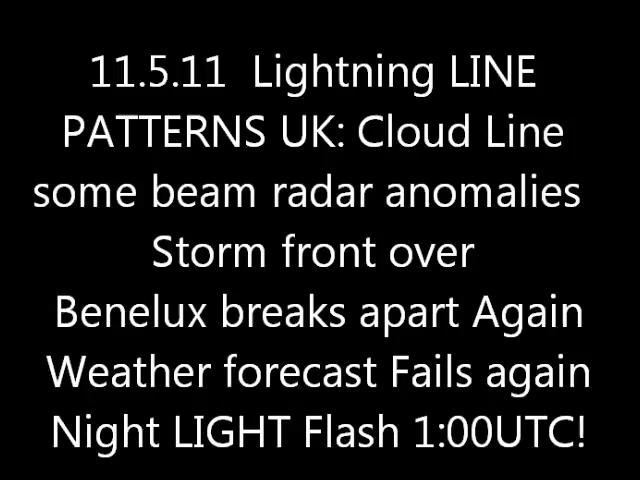 11.5.11  Lightning LINE
PATTERNS UK: Cloud Line
some beam radar anomalies
Storm front over
Benelux breaks apart Again
Weather forecast Fails again
Night LIGHT Flash 1:00UTC!